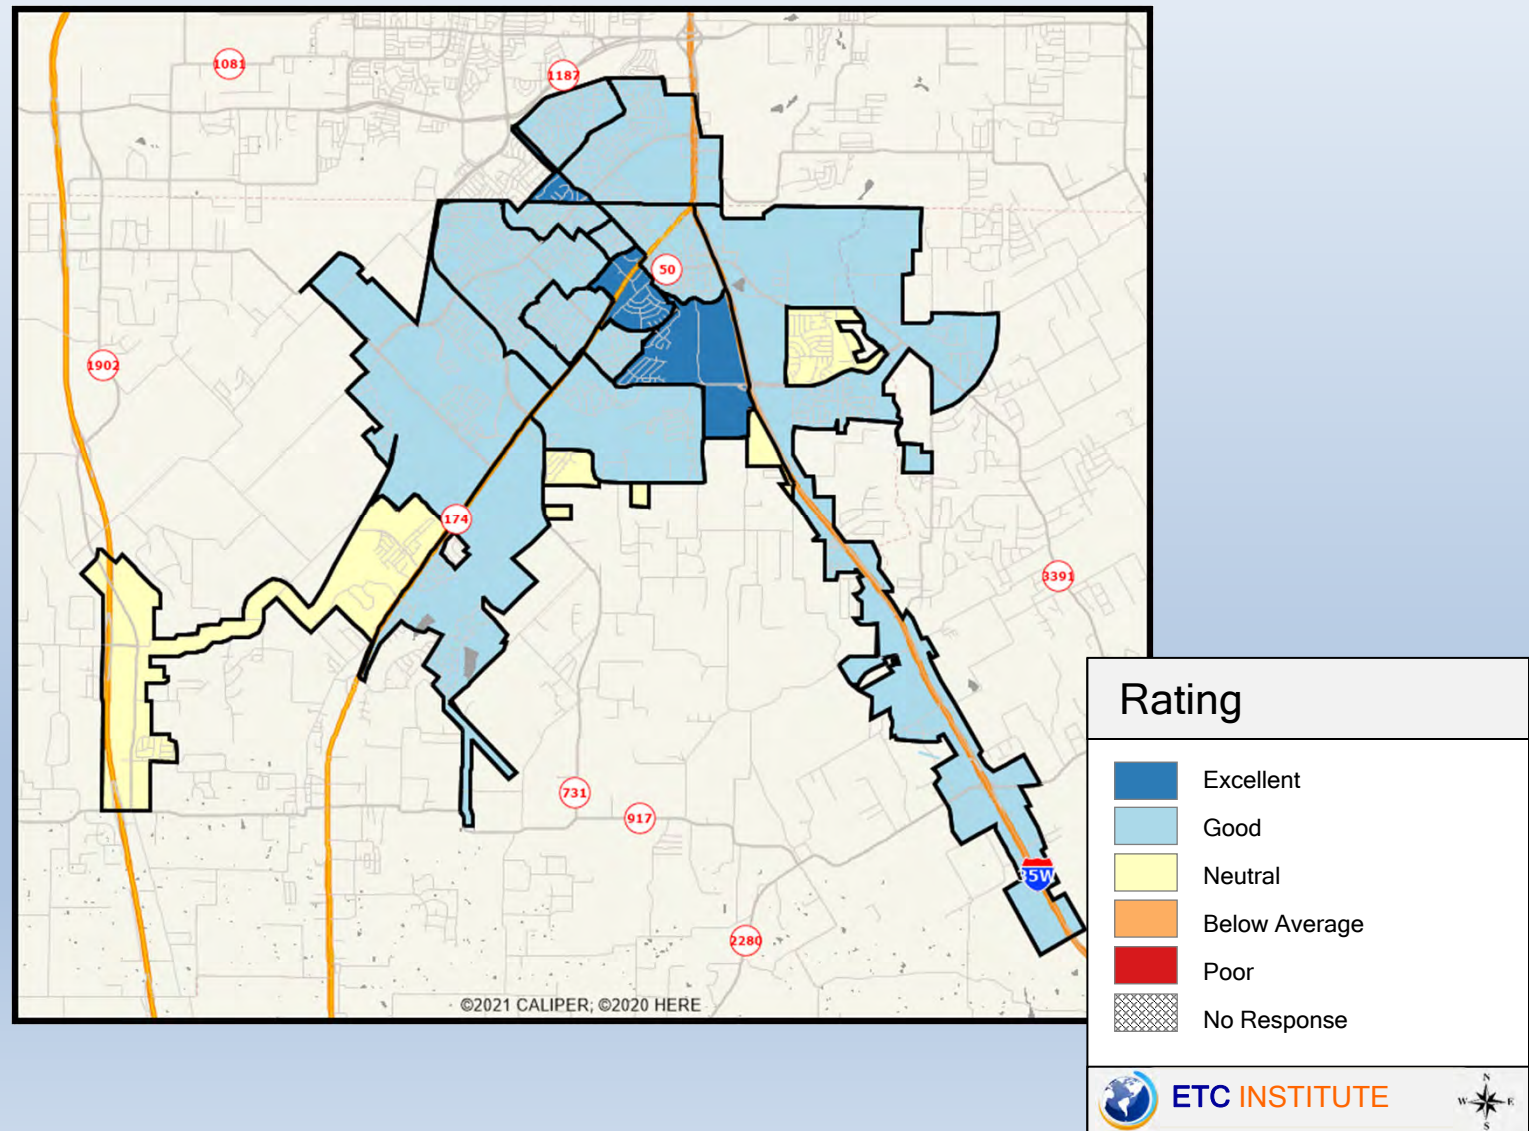 1081
1187
50
1902
174
3391
731
917
35W
2280
©2021 CALIPER; ©2020 HERE
Rating
Excellent
Good
Neutral
Below Average
Poor
No Response
ETC INSTITUTE
N
W E
S